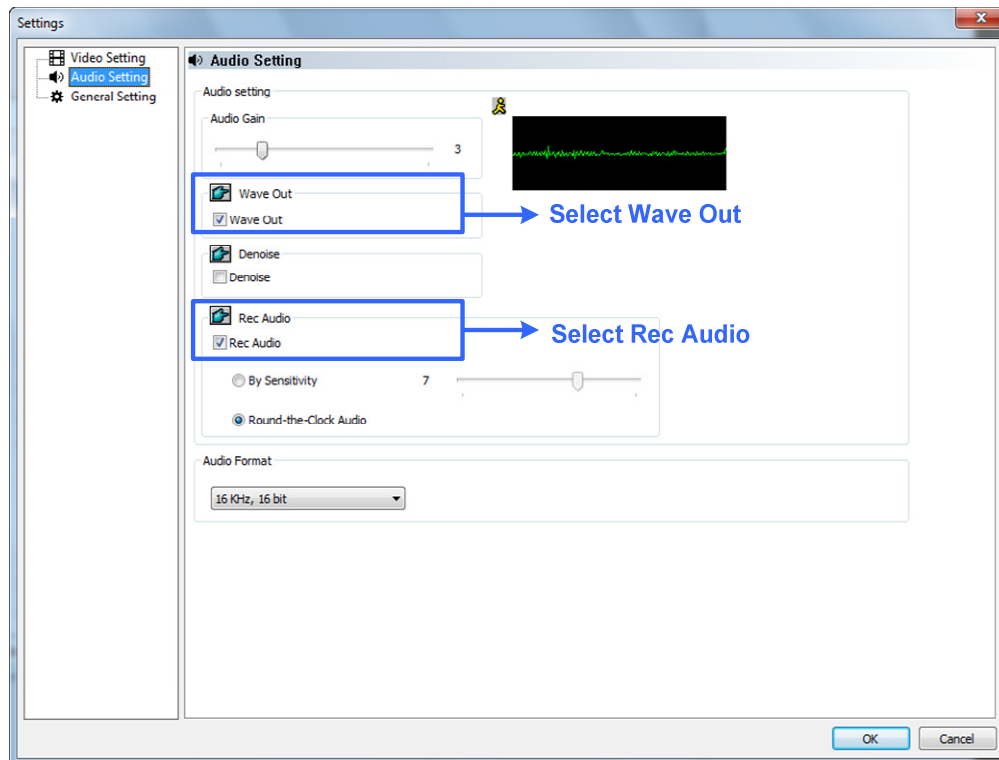 Settings
Video Setting
Audio Setting
General Setting
Audio Setting
Audio setting
Audio Gain
3
Wave Out
Wave Out
Select Wave Out
Denoise
Denoise
Rec Audio
Rec Audio
Select Rec Audio
By Sensitivity 7
Round-the-Clock Audio
Audio Format
16 KHz, 16 bit
OK Cancel